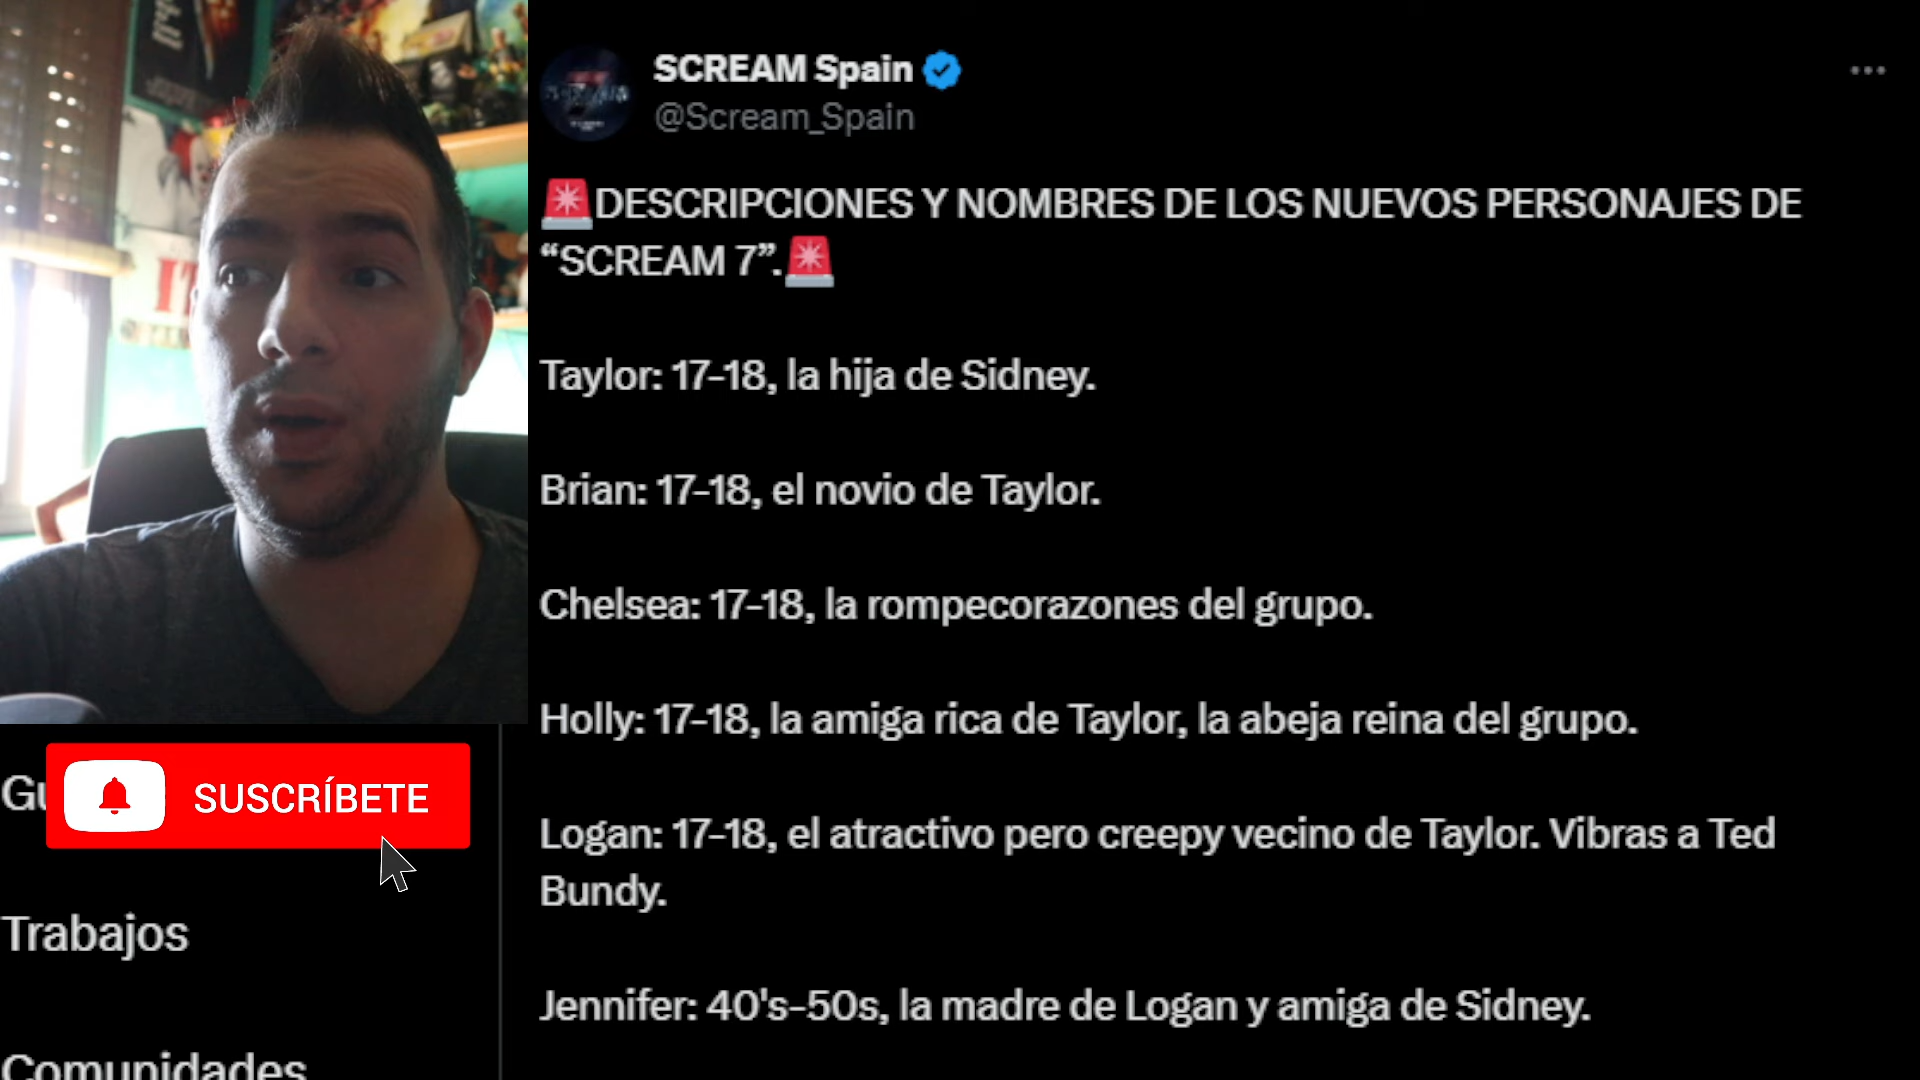 SCREAM Spain
@Scream_Spain
🚨DESCRIPCIONES Y NOMBRES DE LOS NUEVOS PERSONAJES DE
“SCREAM 7”.🚨
Taylor: 17-18, la hija de Sidney.
Brian: 17-18, el novio de Taylor.
Chelsea: 17-18, la rompecorazones del grupo.
Holly: 17-18, la amiga rica de Taylor, la abeja reina del grupo.
Logan: 17-18, el atractivo pero creepy vecino de Taylor. Vibras a Ted
Bundy.
Jennifer: 40's-50s, la madre de Logan y amiga de Sidney.
IT
SUSCRÍBETE
Trabajos
Comunidades